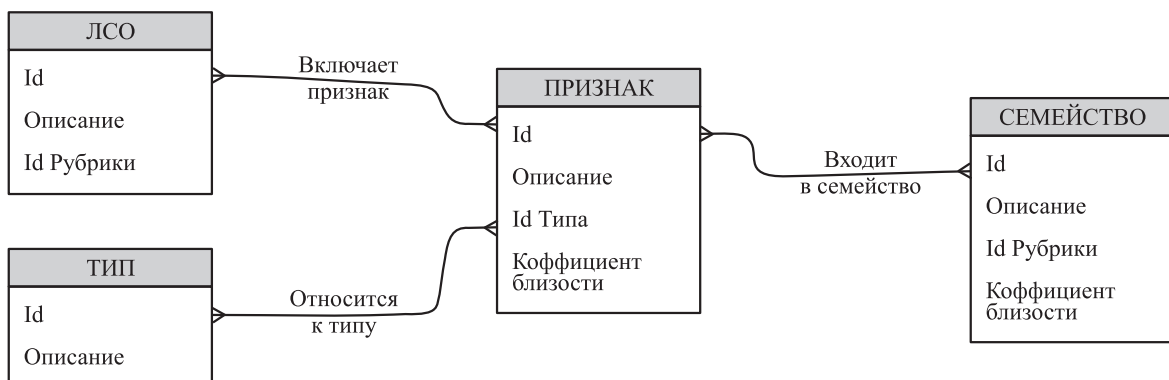 ЛСО
Id
Описание
Id Рубрики
Включает
признак
ТИП
Id
Описание
Относится
к типу
ПРИЗНАК
Id
Описание
Id Типа
Коффициент
близости
Входит
в семейство
СЕМЕЙСТВО
Id
Описание
Id Рубрики
Коффициент
близости